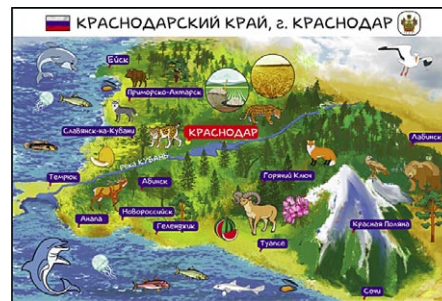 КРАСНОДАРСКИЙ КРАЙ, г. КРАСНОДАР
Ейск
Приморско-Ахтарск
Славянск-на-Кубани
КРАСНОДАР
Лабинск
река КУБАНЬ
Темрюк
Абинск
Горячий Ключ
Анапа
Новороссийск
Геленджик
Красная Поляна
Туапсе
Сочи